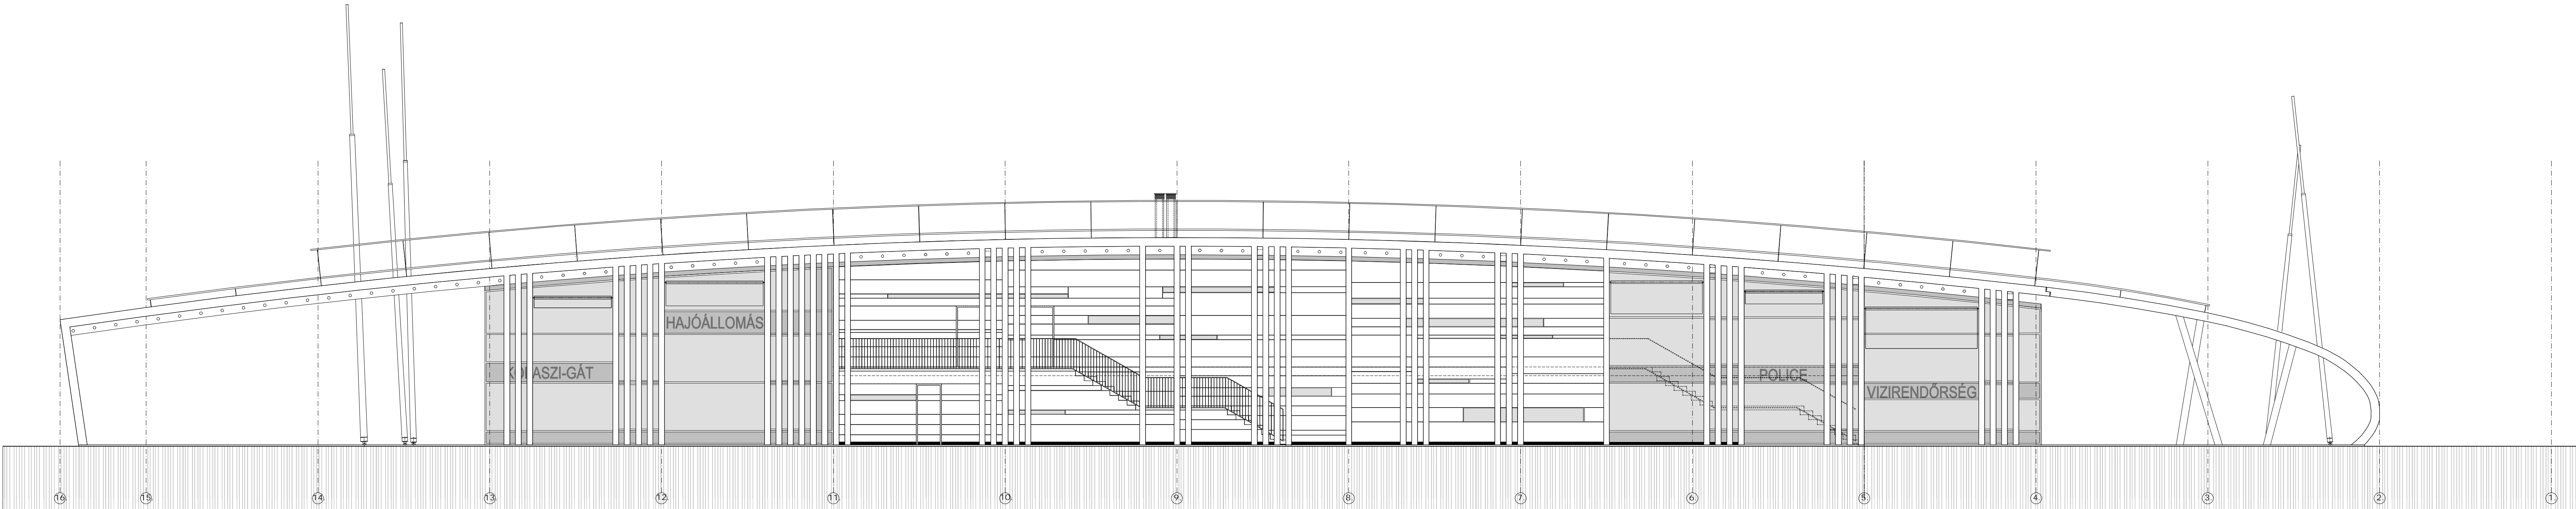 HAJÓÁLLOMÁS
KOPASZI-GÁT
POLICE
VIZIRENDŐRSÉG
16. 15. 14. 13. 12. 11. 10. 9. 8. 7. 6. 5. 4. 3. 2. 1.